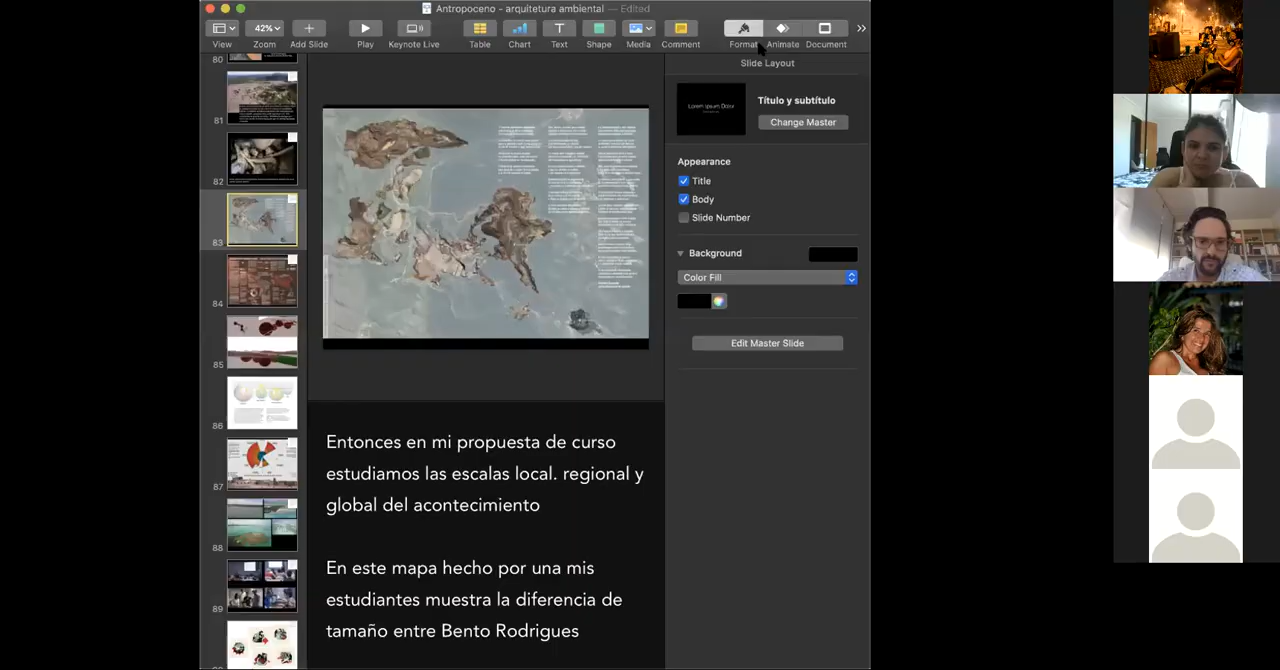 Antropoceno - arquitetura ambiental — Edited
42%
View
Zoom
Add Slide
Play
Keynote Live
Table
Chart
Text
Shape
Media
Comment
Format
Animate
Document
Slide Layout
Lorem Ipsum Dolor
Título y subtítulo
Change Master
Appearance
Title
Body
Slide Number
Background
Color Fill
Edit Master Slide
80
81
82
83
84
85
86
87
88
89
Entonces en mi propuesta de curso
estudiamos las escalas local. regional y
global del acontecimiento
En este mapa hecho por una mis
estudiantes muestra la diferencia de
tamaño entre Bento Rodrigues